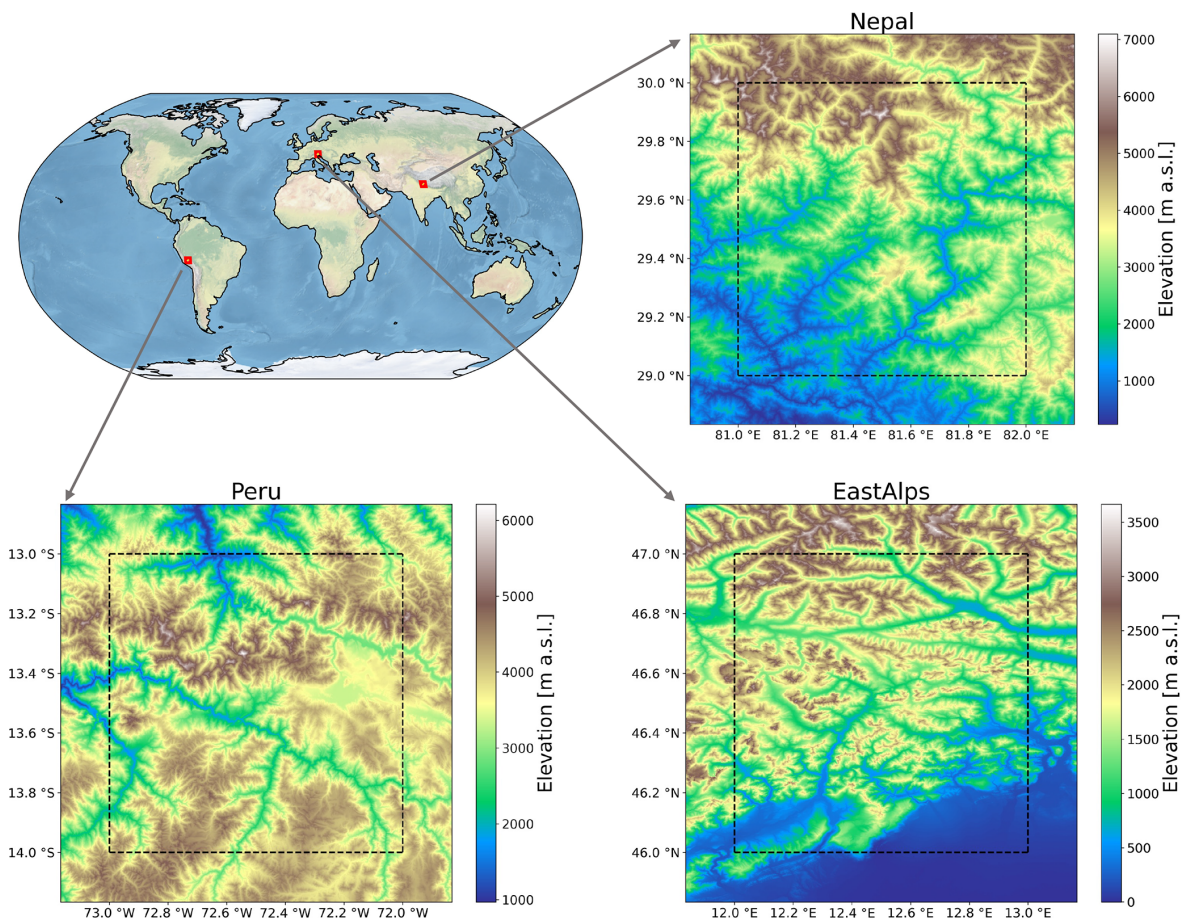 Nepal
30.0 °N
29.8 °N
29.6 °N
29.4 °N
29.2 °N
29.0 °N
81.0 °E 81.2 °E 81.4 °E 81.6 °E 81.8 °E 82.0 °E
7000
6000
5000
4000
3000
2000
1000
Elevation [m a.s.l.]
Peru
13.0 °S
13.2 °S
13.4 °S
13.6 °S
13.8 °S
14.0 °S
73.0 °W 72.8 °W 72.6 °W 72.4 °W 72.2 °W 72.0 °W
6000
5000
4000
3000
2000
1000
Elevation [m a.s.l.]
EastAlps
47.0 °N
46.8 °N
46.6 °N
46.4 °N
46.2 °N
46.0 °N
12.0 °E 12.2 °E 12.4 °E 12.6 °E 12.8 °E 13.0 °E
3500
3000
2500
2000
1500
1000
500
0
Elevation [m a.s.l.]